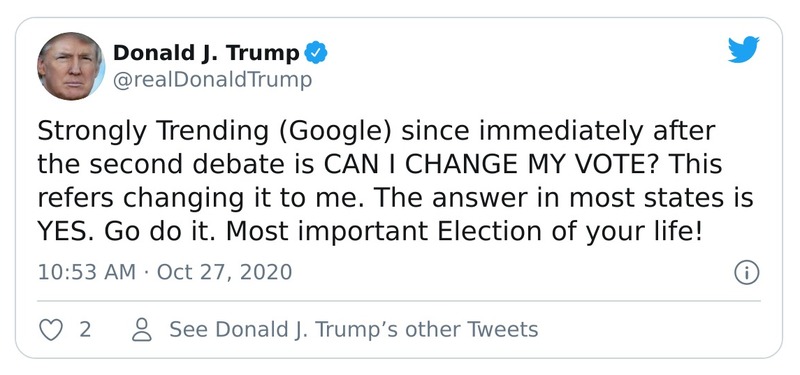 Donald J. Trump
@realDonaldTrump
Strongly Trending (Google) since immediately after
the second debate is CAN I CHANGE MY VOTE? This
refers changing it to me. The answer in most states is
YES. Go do it. Most important Election of your life!
10:53 AM · Oct 27, 2020
2 See Donald J. Trump’s other Tweets